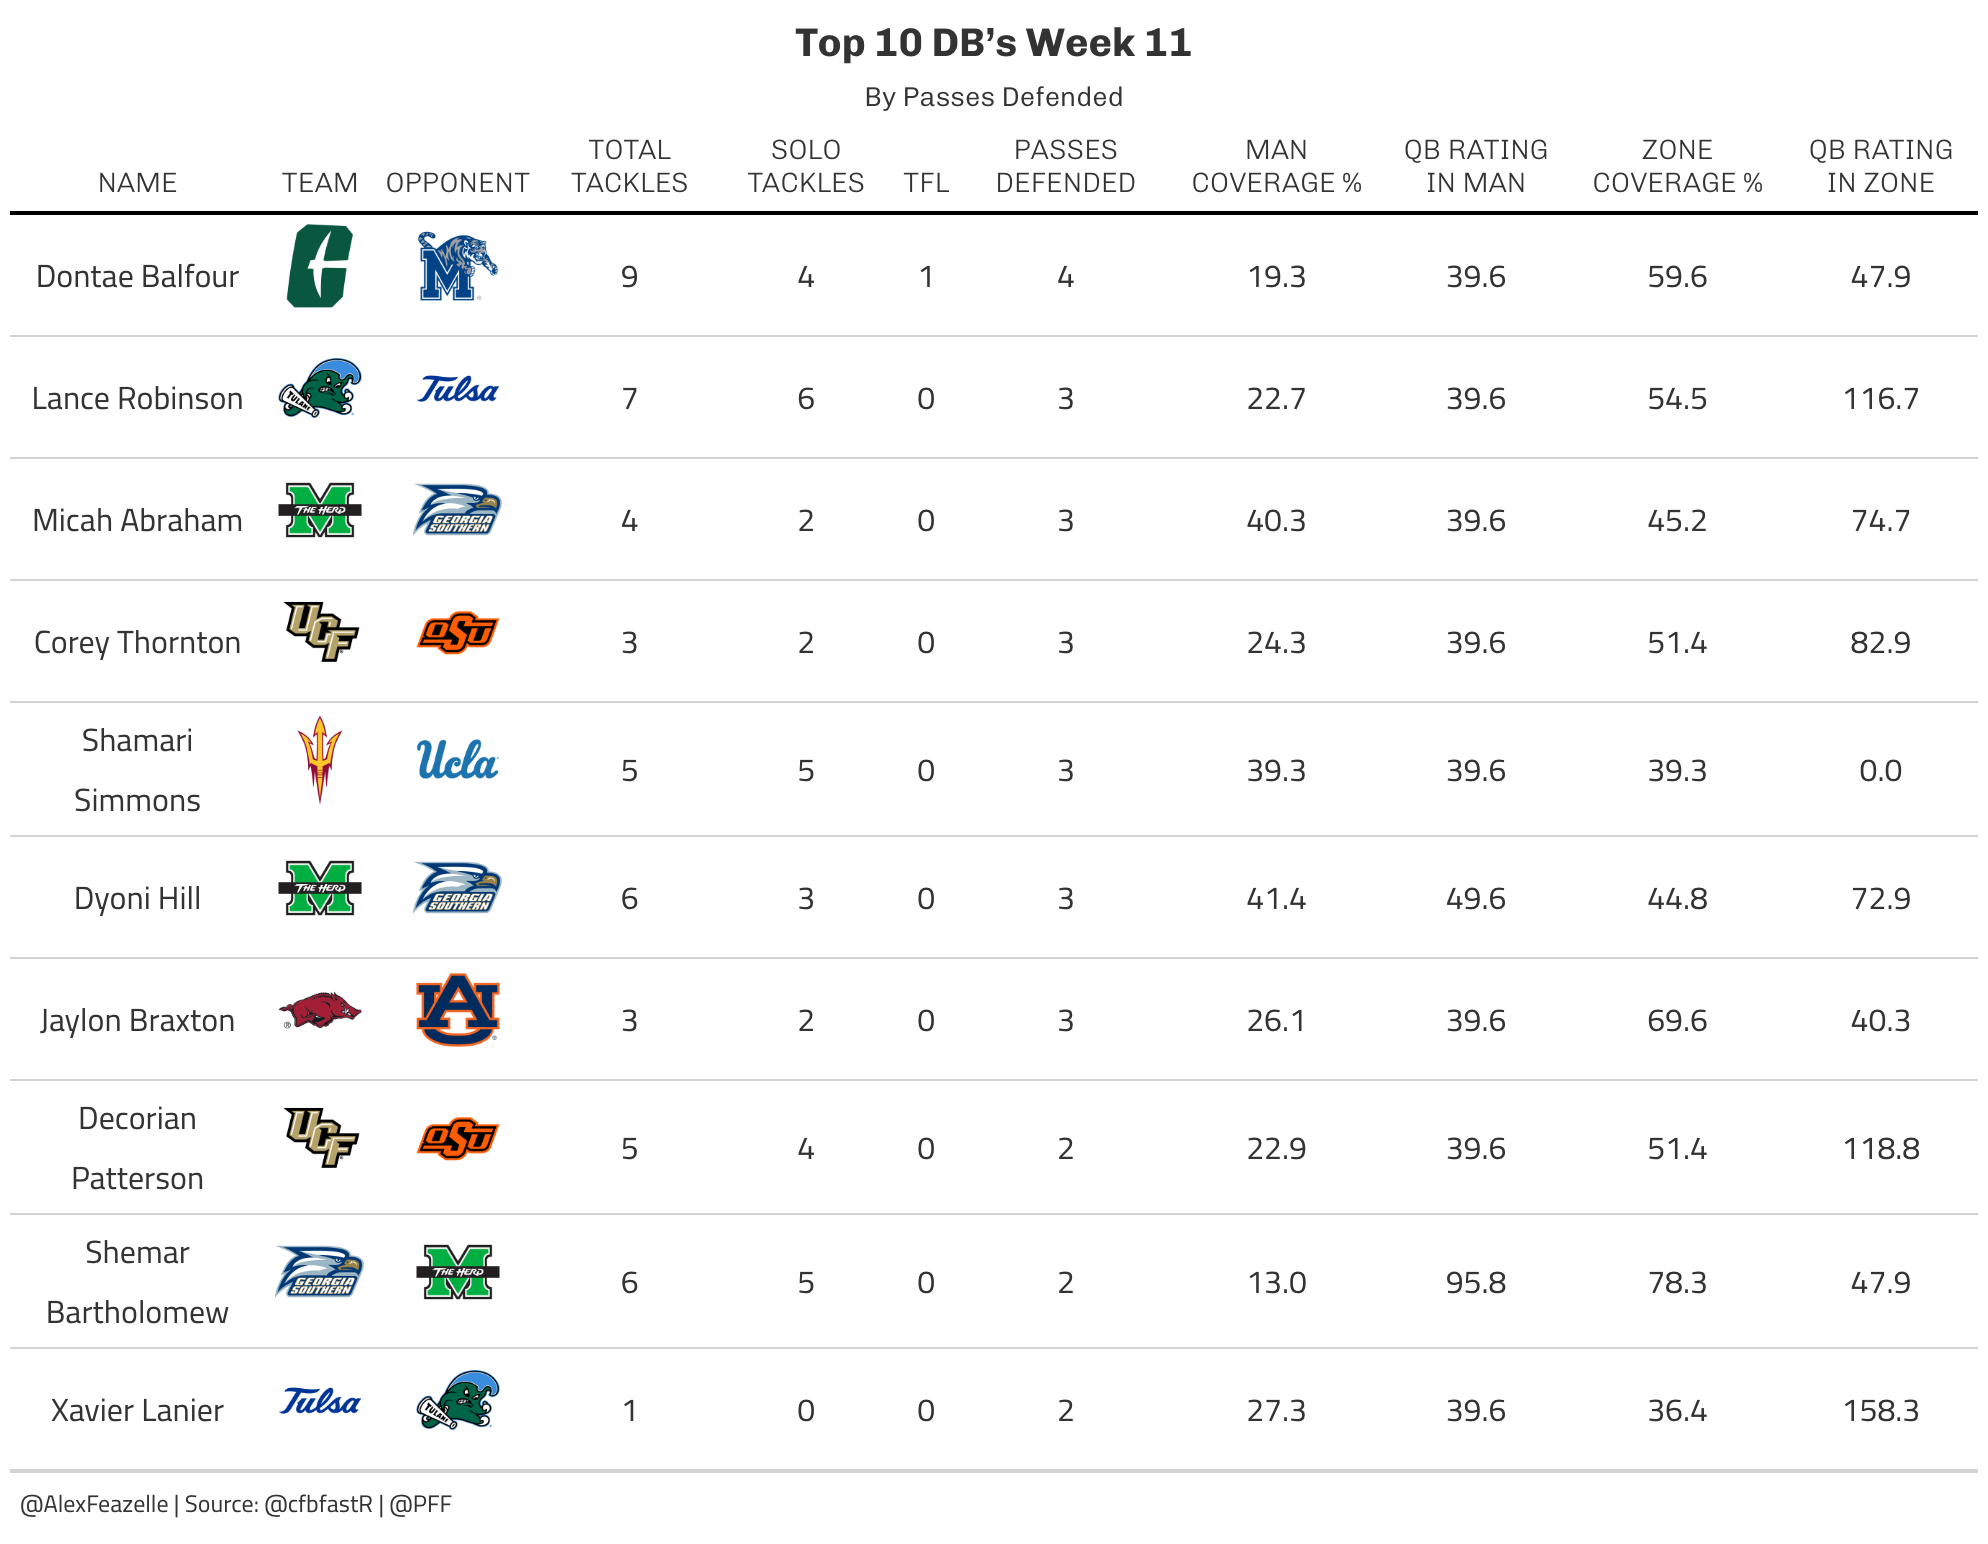 Top 10 DB’s Week 11
By Passes Defended
NAME TEAM OPPONENT TOTAL TACKLES SOLO TACKLES TFL PASSES DEFENDED MAN COVERAGE % QB RATING IN MAN ZONE COVERAGE % QB RATING IN ZONE
Dontae Balfour C M 9 4 1 4 19.3 39.6 59.6 47.9
Lance Robinson TULANE Tulsa 7 6 0 3 22.7 39.6 54.5 116.7
Micah Abraham M THE HERD GEORGIA SOUTHERN 4 2 0 3 40.3 39.6 45.2 74.7
Corey Thornton UCF OSU 3 2 0 3 24.3 39.6 51.4 82.9
Shamari Simmons Ucla 5 5 0 3 39.3 39.6 39.3 0.0
Dyoni Hill M THE HERD GEORGIA SOUTHERN 6 3 0 3 41.4 49.6 44.8 72.9
Jaylon Braxton AU 3 2 0 3 26.1 39.6 69.6 40.3
Decorian Patterson UCF OSU 5 4 0 2 22.9 39.6 51.4 118.8
Shemar Bartholomew GEORGIA SOUTHERN M THE HERD 6 5 0 2 13.0 95.8 78.3 47.9
Xavier Lanier Tulsa TULANE 1 0 0 2 27.3 39.6 36.4 158.3
@AlexFeazelle | Source: @cfbfastR | @PFF